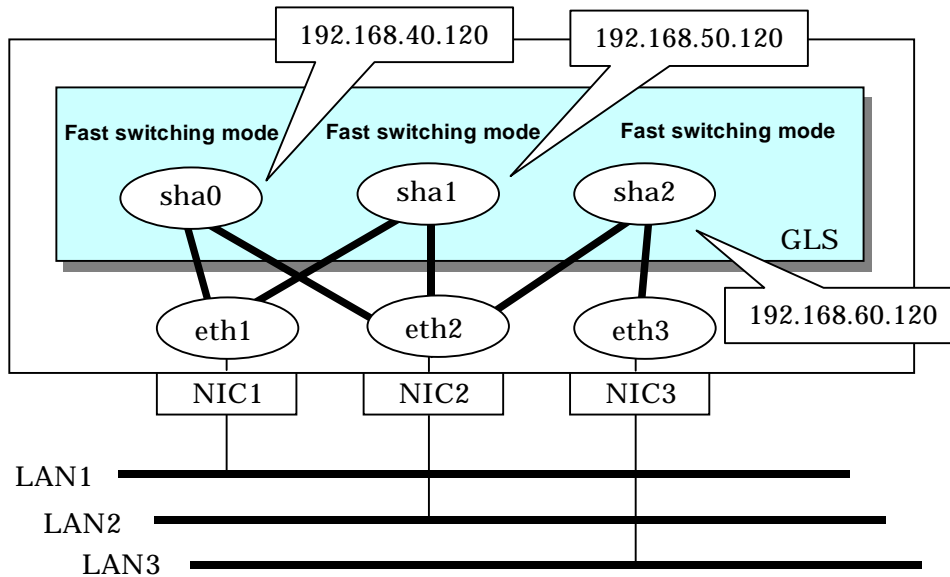 192.168.40.120
192.168.50.120
Fast switching mode
Fast switching mode
Fast switching mode
sha0
sha1
sha2
GLS
192.168.60.120
eth1
eth2
eth3
NIC1
NIC2
NIC3
LAN1
LAN2
LAN3